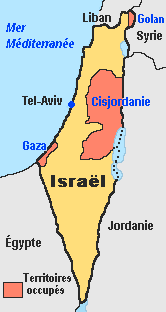 Mer
Méditerranée
Liban
Golan
Syrie
Tel-Aviv
Cisjordanie
Gaza
Israël
Jordanie
Égypte
Territoires
occupés